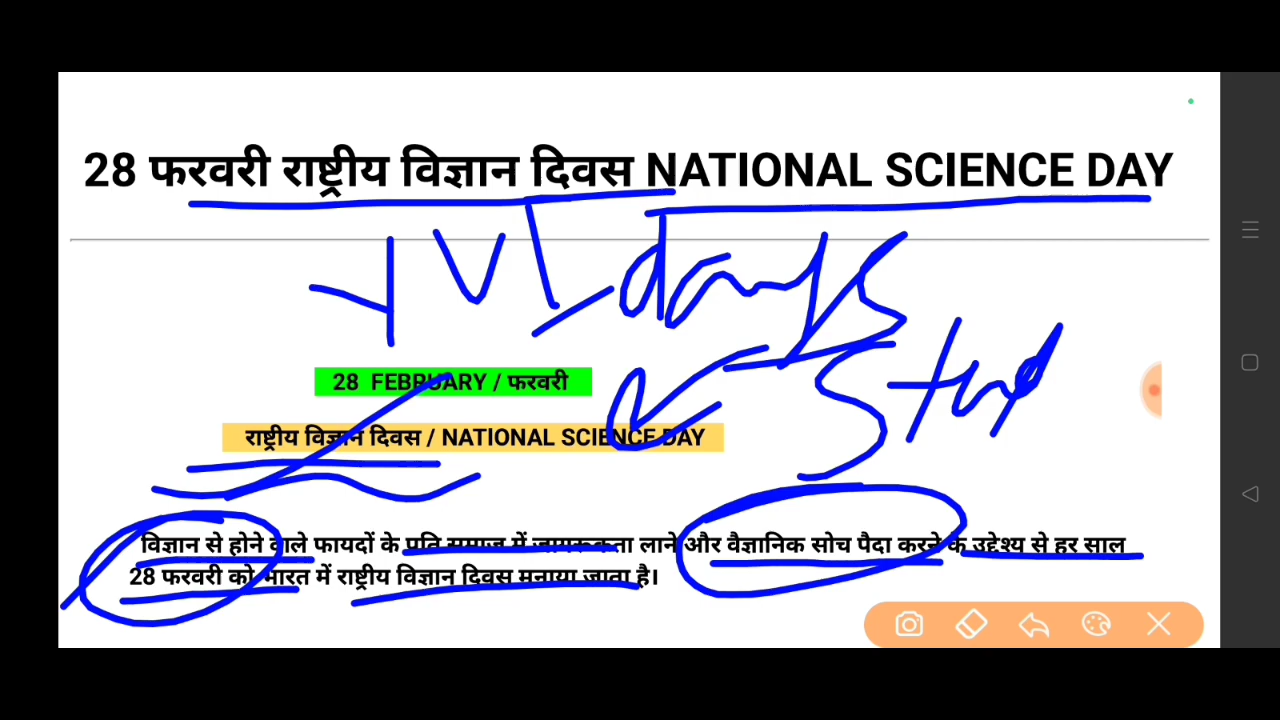 28 फरवरी राष्ट्रीय विज्ञान दिवस NATIONAL SCIENCE DAY
28 FEBRUARY / फरवरी
राष्ट्रीय विज्ञान दिवस / NATIONAL SCIENCE DAY
विज्ञान से होने वाले फायदों के प्रति समाज में जागरूकता लाने और वैज्ञानिक सोच पैदा करने के उद्देश्य से हर साल
28 फरवरी को भारत में राष्ट्रीय विज्ञान दिवस मनाया जाता है।